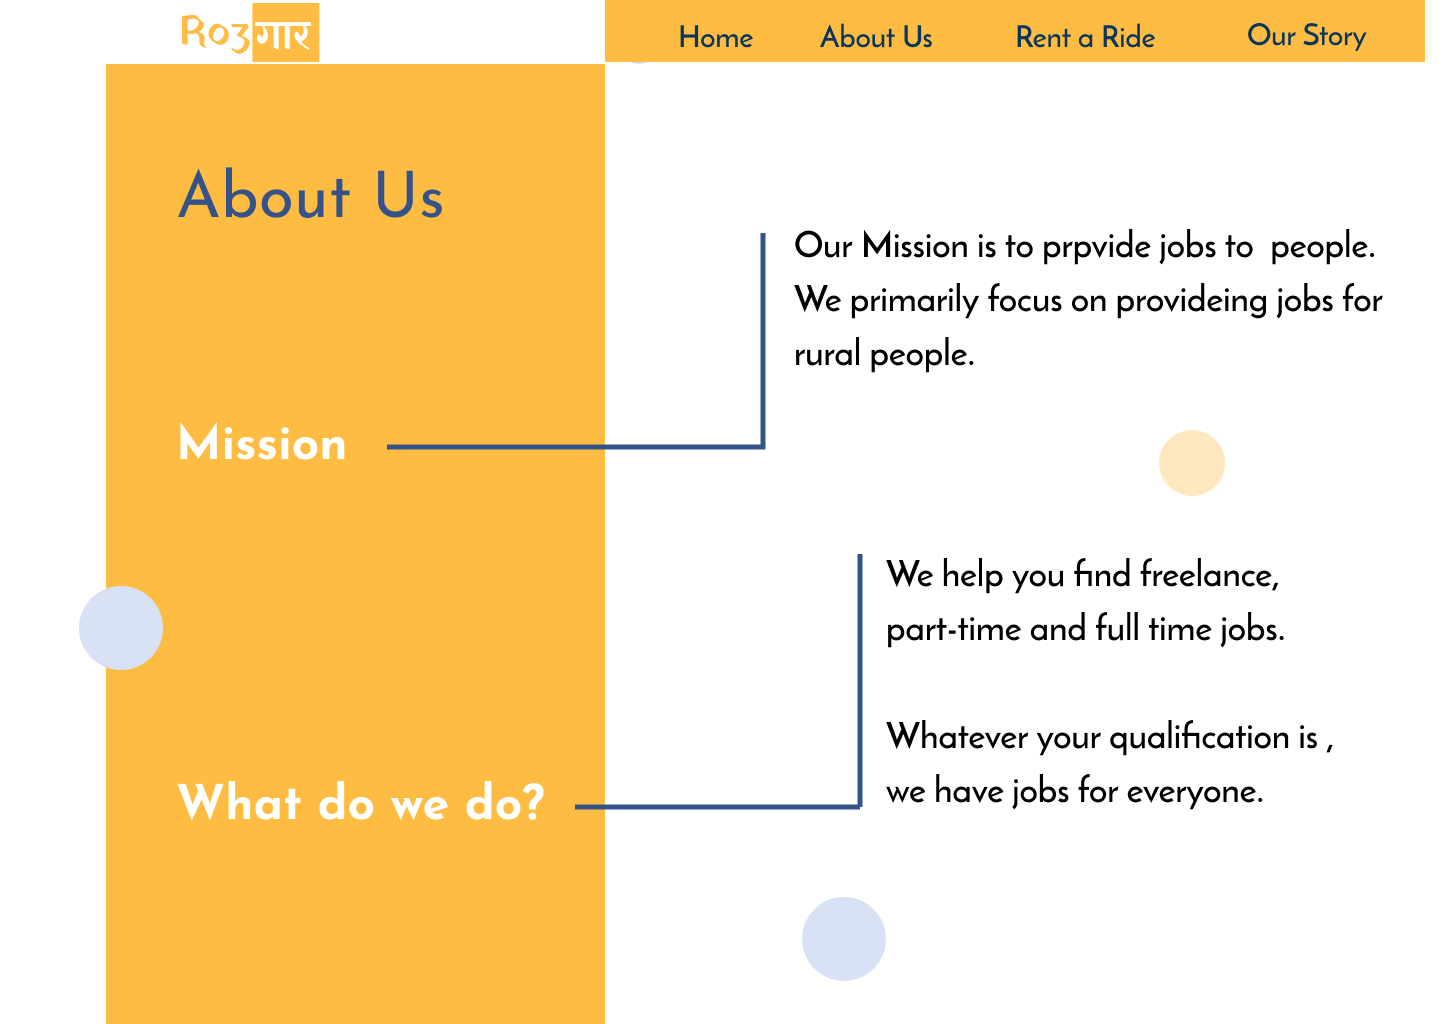 Rozगार
Home About Us Rent a Ride Our Story
About Us
Our Mission is to prpvide jobs to people.
We primarily focus on provideing jobs for
rural people.
Mission
We help you find freelance,
part-time and full time jobs.
Whatever your qualification is ,
we have jobs for everyone.
What do we do?